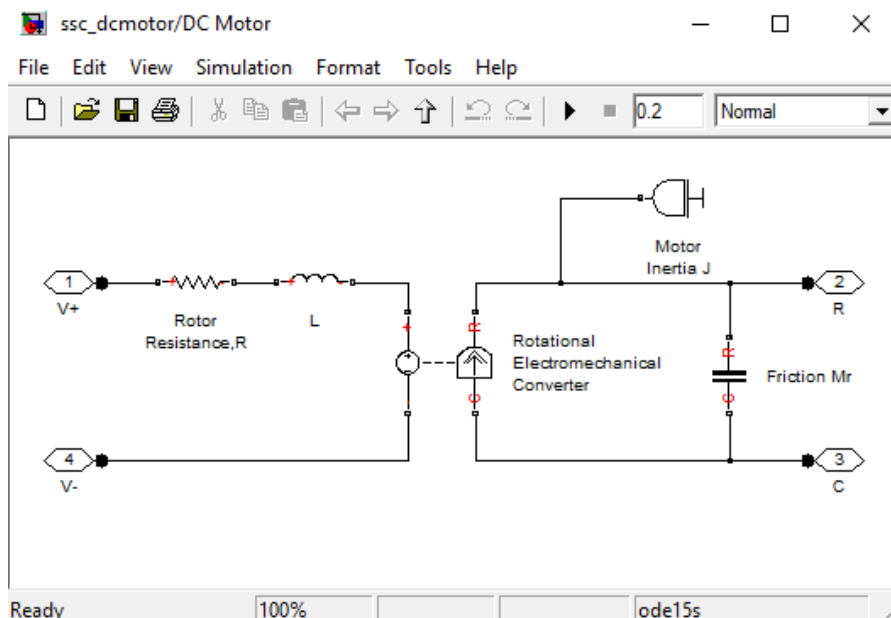 ssc_dcmotor/DC Motor
File Edit View Simulation Format Tools Help
0.2 Normal
Motor
Inertia J
1
V+
Rotor
Resistance,R
L
+
-
R
C
Rotational
Electromechanical
Converter
R
C
Friction Mr
2
R
4
V-
3
C
Ready 100% ode15s